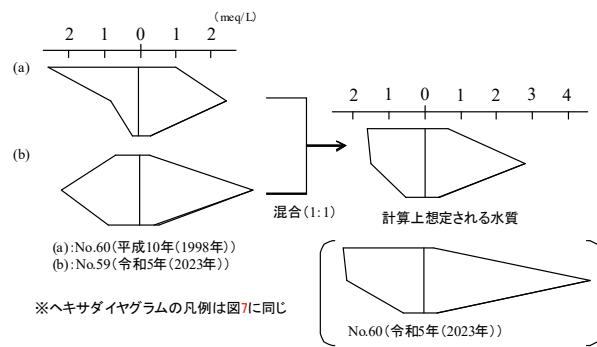 (meq/L)
2 1 0 1 2
(a)
2 1 0 1 2 3 4
(b)
混合(1:1)
計算上想定される水質
(a):No.60(平成10年(1998年))
(b):No.59(令和5年(2023年))
※ヘキサダイヤグラムの凡例は図7に同じ
No.60(令和5年(2023年))